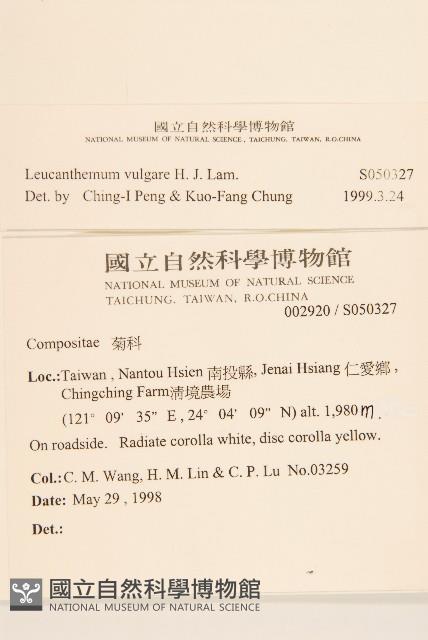 國立自然科學博物館
NATIONAL MUSEUM OF NATURAL SCIENCE , TAICHUNG, TAIWAN, R.O.CHINA
Leucanthemum vulgare H. J. Lam. S050327
Det. by Ching-I Peng & Kuo-Fang Chung 1999.3.24
國立自然科學博物館
NATIONAL MUSEUM OF NATURAL SCIENCE
TAICHUNG. TAIWAN, R.O.CHINA
002920 / S050327
Compositae 菊科
Loc.:Taiwan , Nantou Hsien 南投縣, Jenai Hsiang 仁愛鄉 ,
Chingching Farm清境農場
(121° 09' 35" E , 24° 04' 09" N) alt. 1,980 m.
On roadside. Radiate corolla white, disc corolla yellow.
Col.: C. M. Wang, H. M. Lin & C. P. Lu No.03259
Date: May 29 , 1998
Det.:
國立自然科學博物館
NATIONAL MUSEUM OF NATURAL SCIENCE